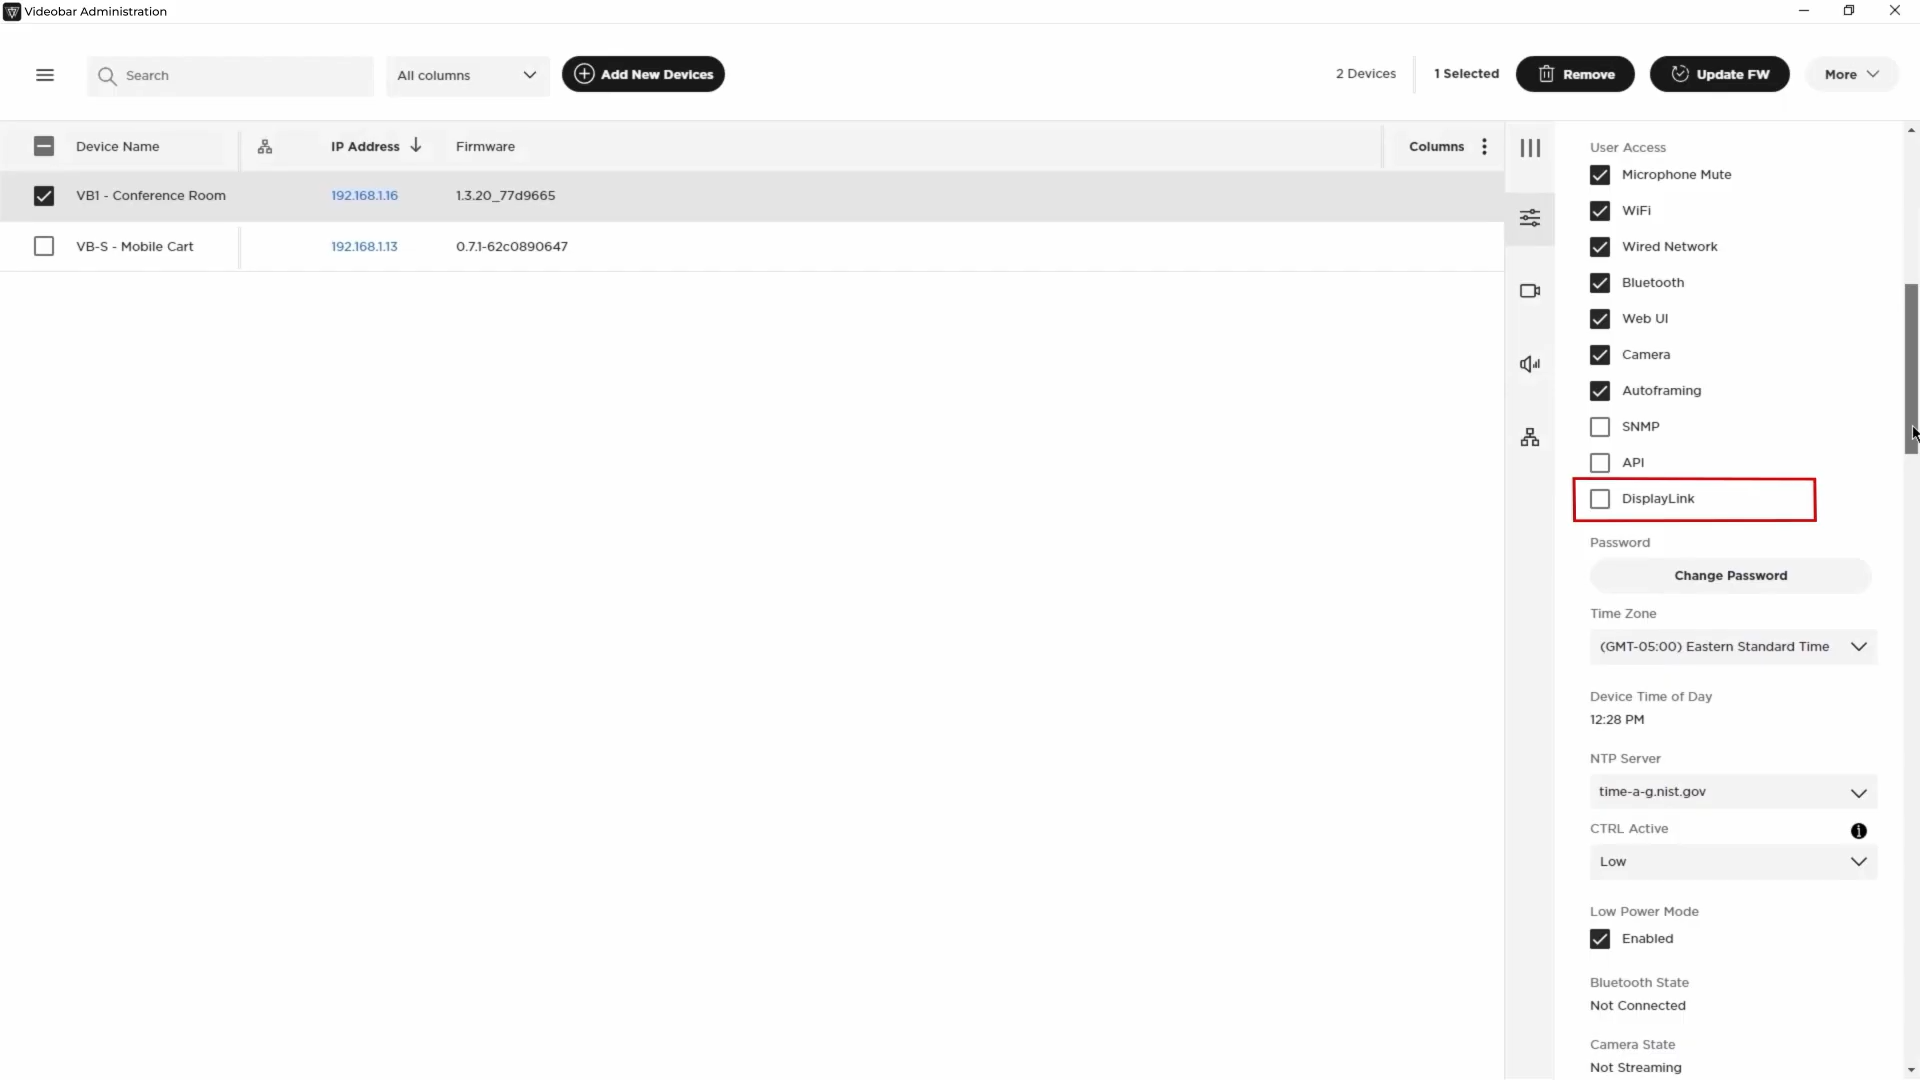 Videobar Administration
Search
All columns
Add New Devices
2 Devices
1 Selected
Remove
Update FW
More
Device Name
IP Address
Firmware
Columns
VB1 - Conference Room
192.168.1.16
1.3.20_77d9665
VB-S - Mobile Cart
192.168.1.13
0.7.1-62c0890647
User Access
Microphone Mute
WiFi
Wired Network
Bluetooth
Web UI
Camera
Autoframing
SNMP
API
DisplayLink
Password
Change Password
Time Zone
(GMT-05:00) Eastern Standard Time
Device Time of Day
12:28 PM
NTP Server
time-a-g.nist.gov
CTRL Active
Low
Low Power Mode
Enabled
Bluetooth State
Not Connected
Camera State
Not Streaming